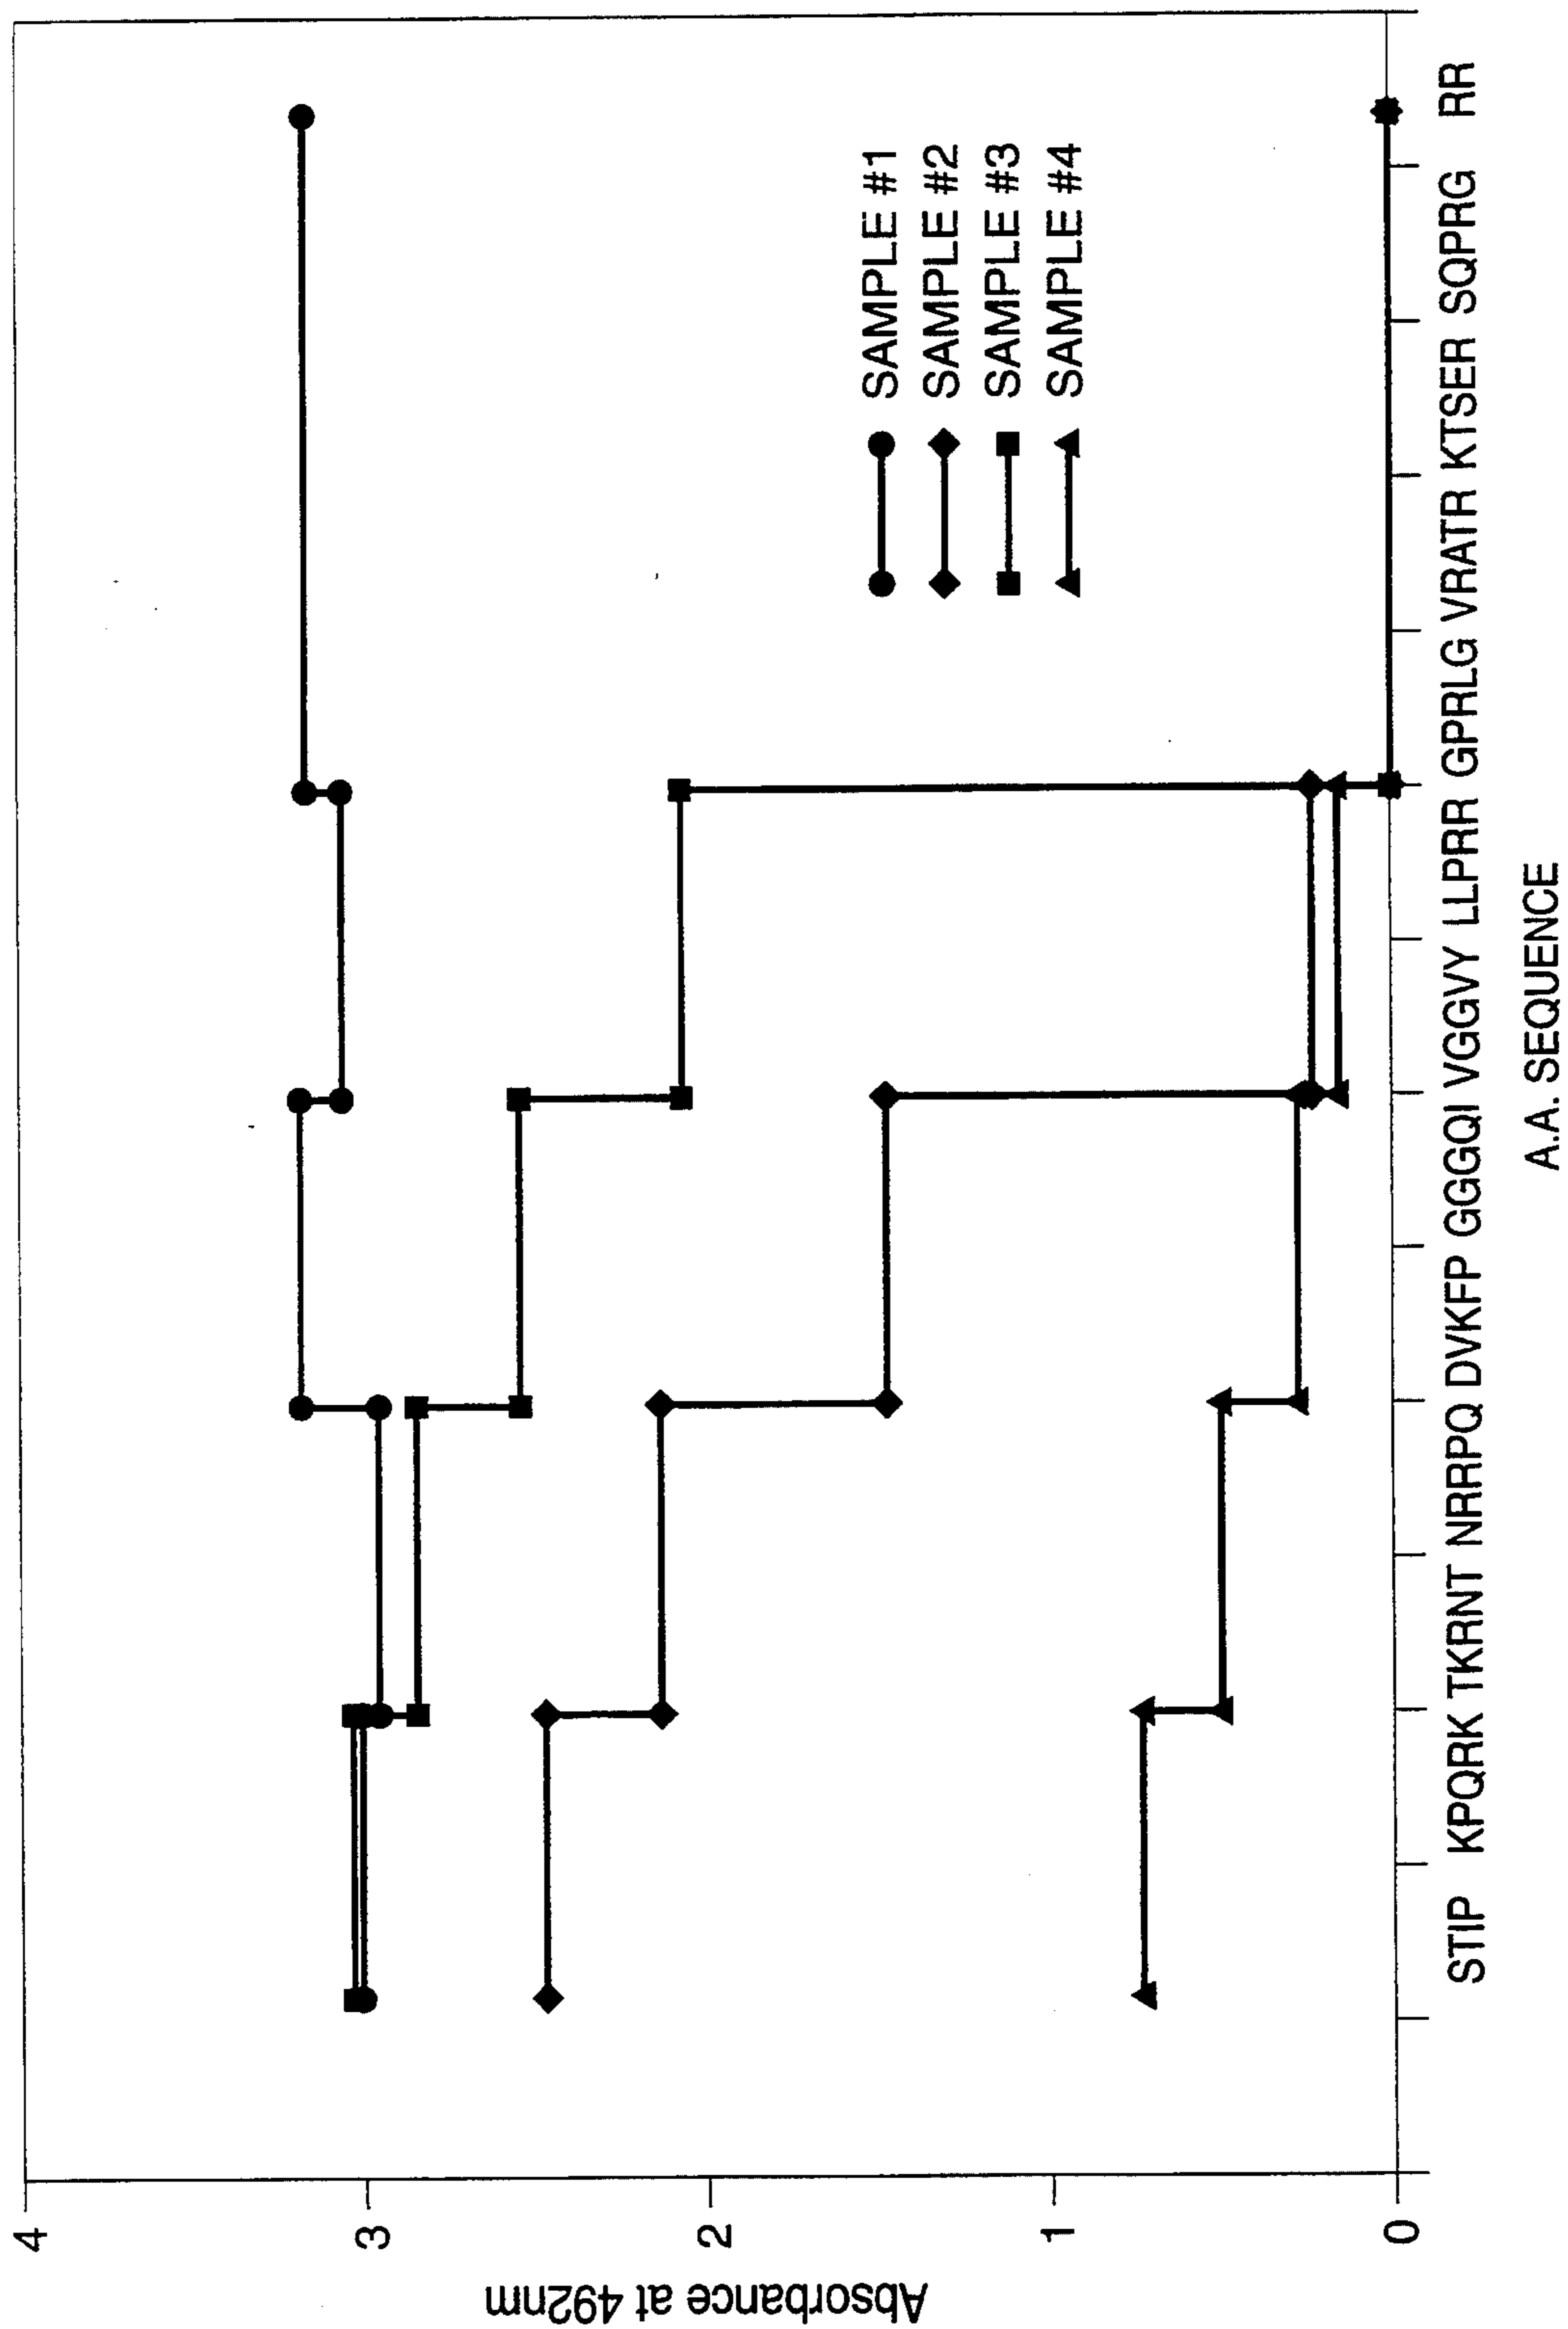 Absorbance at 492nm
4
3
2
1
0
SAMPLE #1
SAMPLE #2
SAMPLE #3
SAMPLE #4
STIP KPQRK TKRNT NRRPQ DVKFP GGGQI VGGVY LLPRR GPRLG VRATR KTSER SQPRG RR
A.A. SEQUENCE